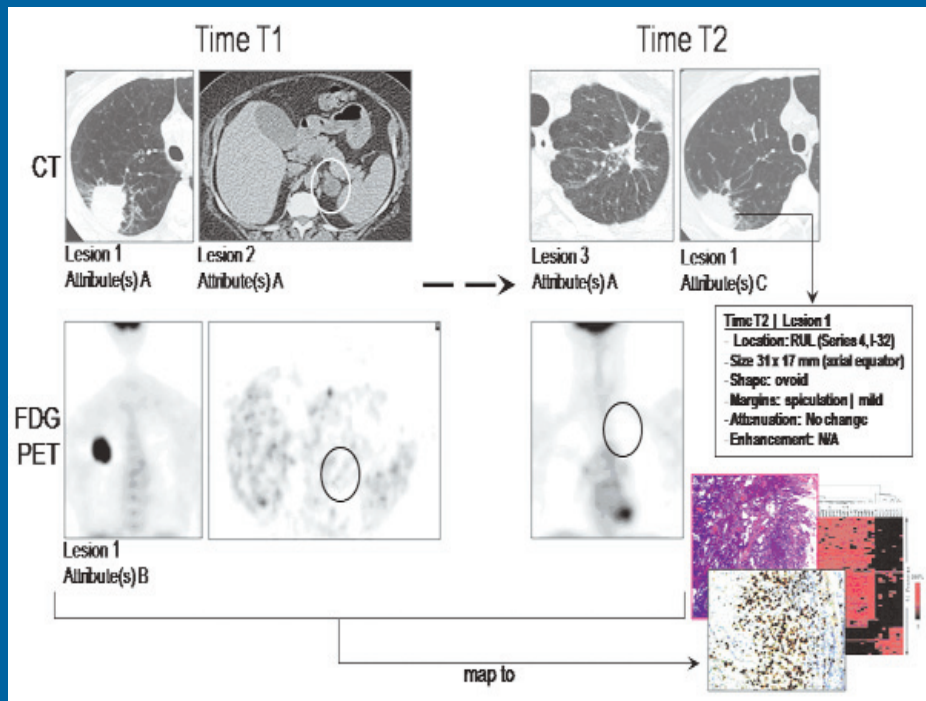 Time T1
Time T2
CT
Lesion 1
Attribute(s) A
Lesion 2
Attribute(s) A
Lesion 3
Attribute(s) A
Lesion 1
Attribute(s) C
Time T2 | Lesion 1
- Location: RUL (Series 4, I-32)
- Size 31 x 17 mm (axial equator)
- Shape: ovoid
- Margins: spiculation | mild
- Attenuation: No change
- Enhancement: N/A
FDG
PET
Lesion 1
Attribute(s) B
map to